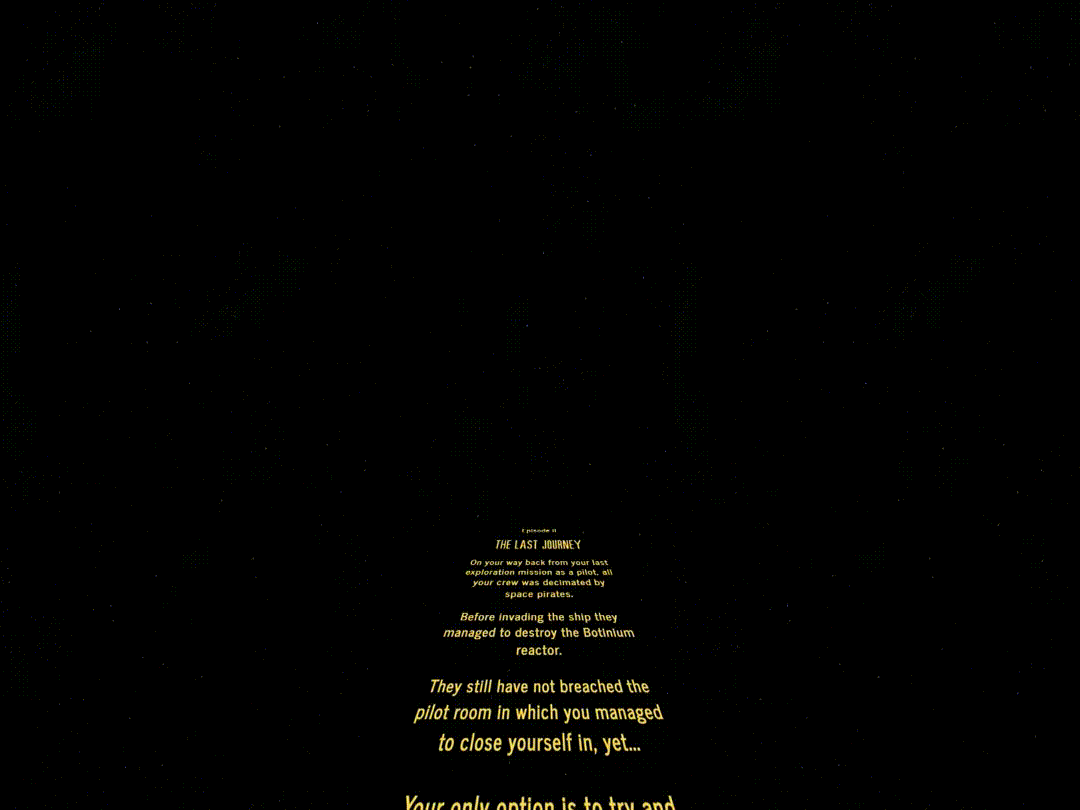 Episode II
THE LAST JOURNEY
On your way back from your last
exploration mission as a pilot, all
your crew was decimated by
space pirates.
Before invading the ship they
managed to destroy the Botinium
reactor.
They still have not breached the
pilot room in which you managed
to close yourself in, yet...
Your only option is to try and